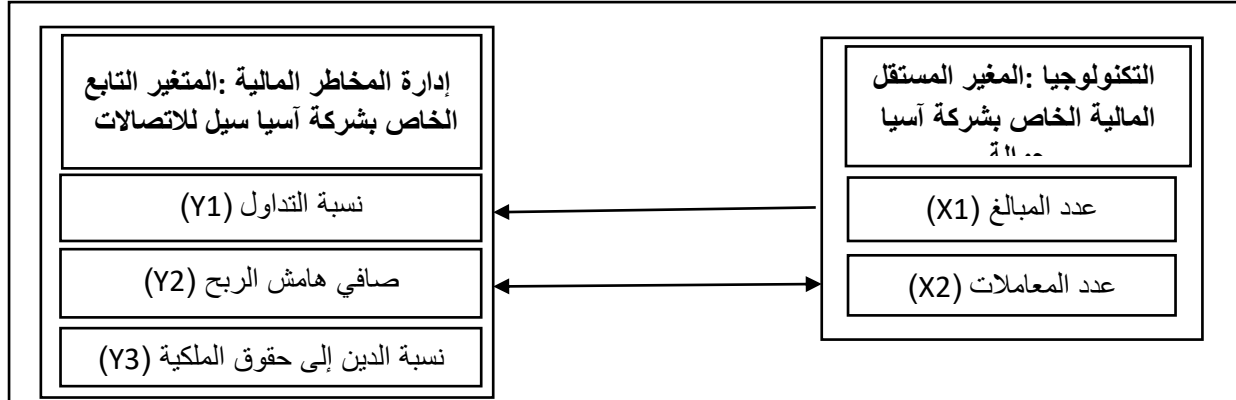 التكنولوجيا :المغير المستقل
المالية الخاص بشركة آسيا
عدد المبالغ (X1)
عدد المعاملات (X2)
إدارة المخاطر المالية :المتغير التابع
الخاص بشركة آسيا سيل للاتصالات
نسبة التداول (Y1)
صافي هامش الربح (Y2)
نسبة الدين إلى حقوق الملكية (Y3)